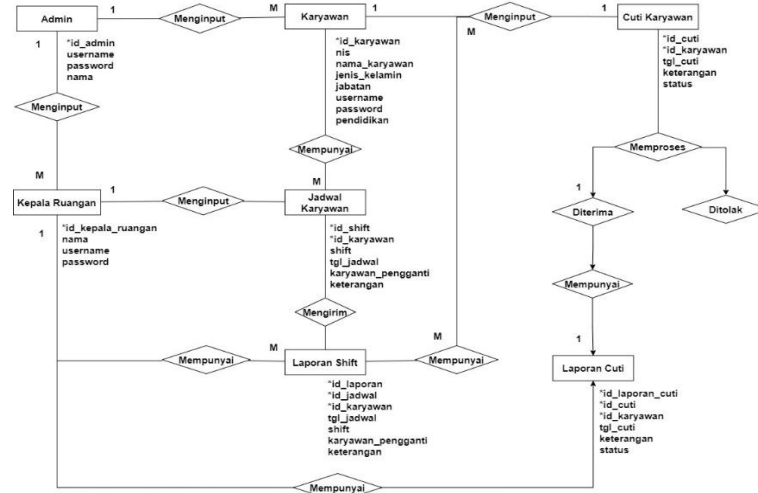 Admin
1
Menginput
M
Karyawan
1
Menginput
1
Cuti Karyawan
M
1
*id_admin
username
password
nama
*id_karyawan
nis
nama_karyawan
jenis_kelamin
jabatan
username
password
pendidikan
*id_cuti
*id_karyawan
tgl_cuti
keterangan
status
Menginput
Mempunyai
Memproses
M
M
1
Kepala Ruangan
1
Menginput
Jadwal
Karyawan
Diterima
Ditolak
1
*id_kepala_ruangan
nama
username
password
*id_shift
*id_karyawan
shift
tgl_jadwal
karyawan_pengganti
keterangan
Mempunyai
Mengirim
Mempunyai
M
Laporan Shift
M
Mempunyai
1
Laporan Cuti
*id_laporan
*id_jadwal
*id_karyawan
tgl_jadwal
shift
karyawan_pengganti
keterangan
*id_laporan_cuti
*id_cuti
*id_karyawan
tgl_cuti
keterangan
status
1
Mempunyai